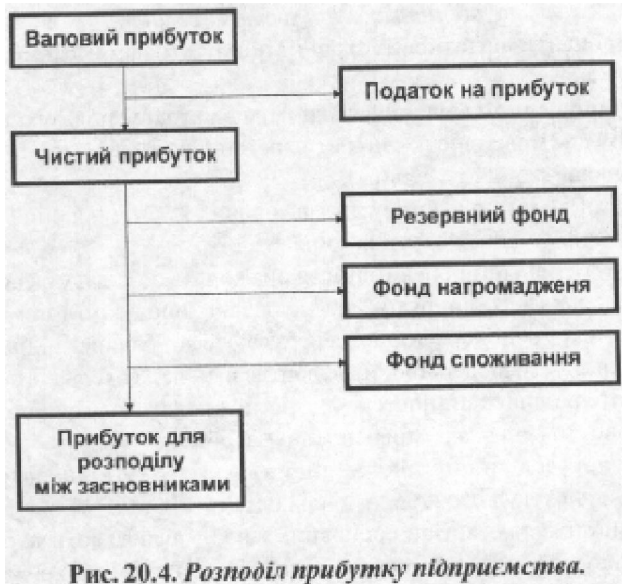 Валовий прибуток
Податок на прибуток
Чистий прибуток
Резервний фонд
Фонд нагромадженя
Фонд споживання
Прибуток для
розподілу
між засновниками
Рис. 20.4. Розподіл прибутку підприємства.